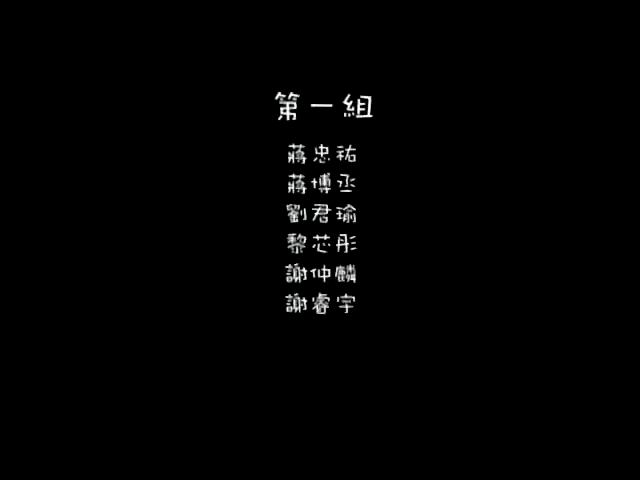 第一組
蔣忠祐
蔣博丞
劉君瑜
黎芯彤
謝仲麟
謝睿宇